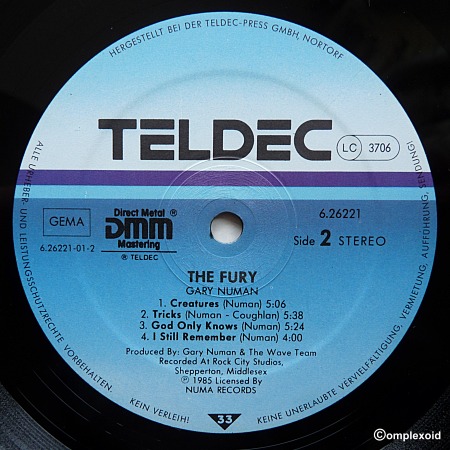 HERGESTELLT BEI DER TELDEC-PRESS GMBH, NORTORF
TELDEC
LC 3706
GEMA
6.26221-01-2
Direct Metal ®
DMM
Mastering
® TELDEC
6.26221
Side 2 STEREO
THE FURY
GARY NUMAN
1. Creatures (Numan) 5:06
2. Tricks (Numan - Coughlan) 5:38
3. God Only Knows (Numan) 5:24
4. I Still Remember (Numan) 4:00
Produced By: Gary Numan & The Wave Team
Recorded At Rock City Studios,
Shepperton, Middlesex
℗ 1985 Licensed By
NUMA RECORDS
ALLE URHEBER- UND LEISTUNGSSCHUTZRECHTE VORBEHALTEN.
KEIN VERLEIH!
33
KEINE UNERLAUBTE VERVIELFÄLTIGUNG, VERMIETUNG, AUFFÜHRUNG, SENDUNG!
©omplexoid